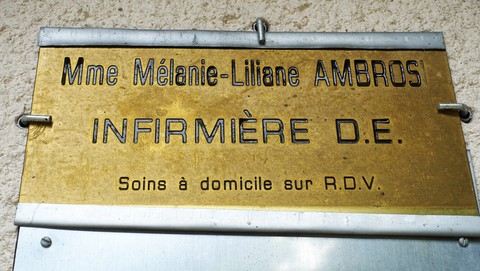 Mme Mélanie-Liliane AMBROSI
INFIRMIÈRE D.E.
Soins à domicile sur R.D.V.